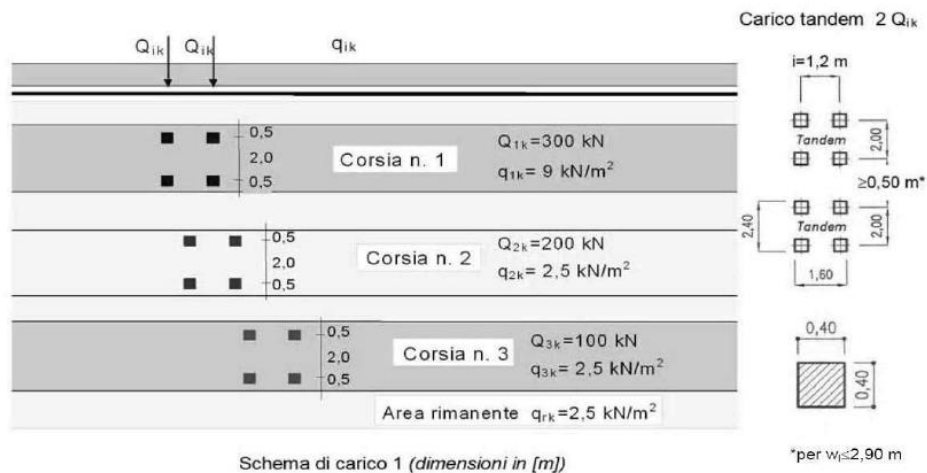 Carico tandem 2 Qik
Qik Qik qik
i=1,2 m
0,5
2,0
0,5
Corsia n. 1
Q1k=300 kN
q1k= 9 kN/m²
Tandem
2,00
≥0,50 m*
0,5
2,0
0,5
Corsia n. 2
Q2k=200 kN
q2k= 2,5 kN/m²
2,40
Tandem
2,00
1,60
0,5
2,0
0,5
Corsia n. 3
Q3k=100 kN
q3k= 2,5 kN/m²
0,40
0,40
Area rimanente qrk=2,5 kN/m²
Schema di carico 1 (dimensioni in [m])
*per wl≤2,90 m